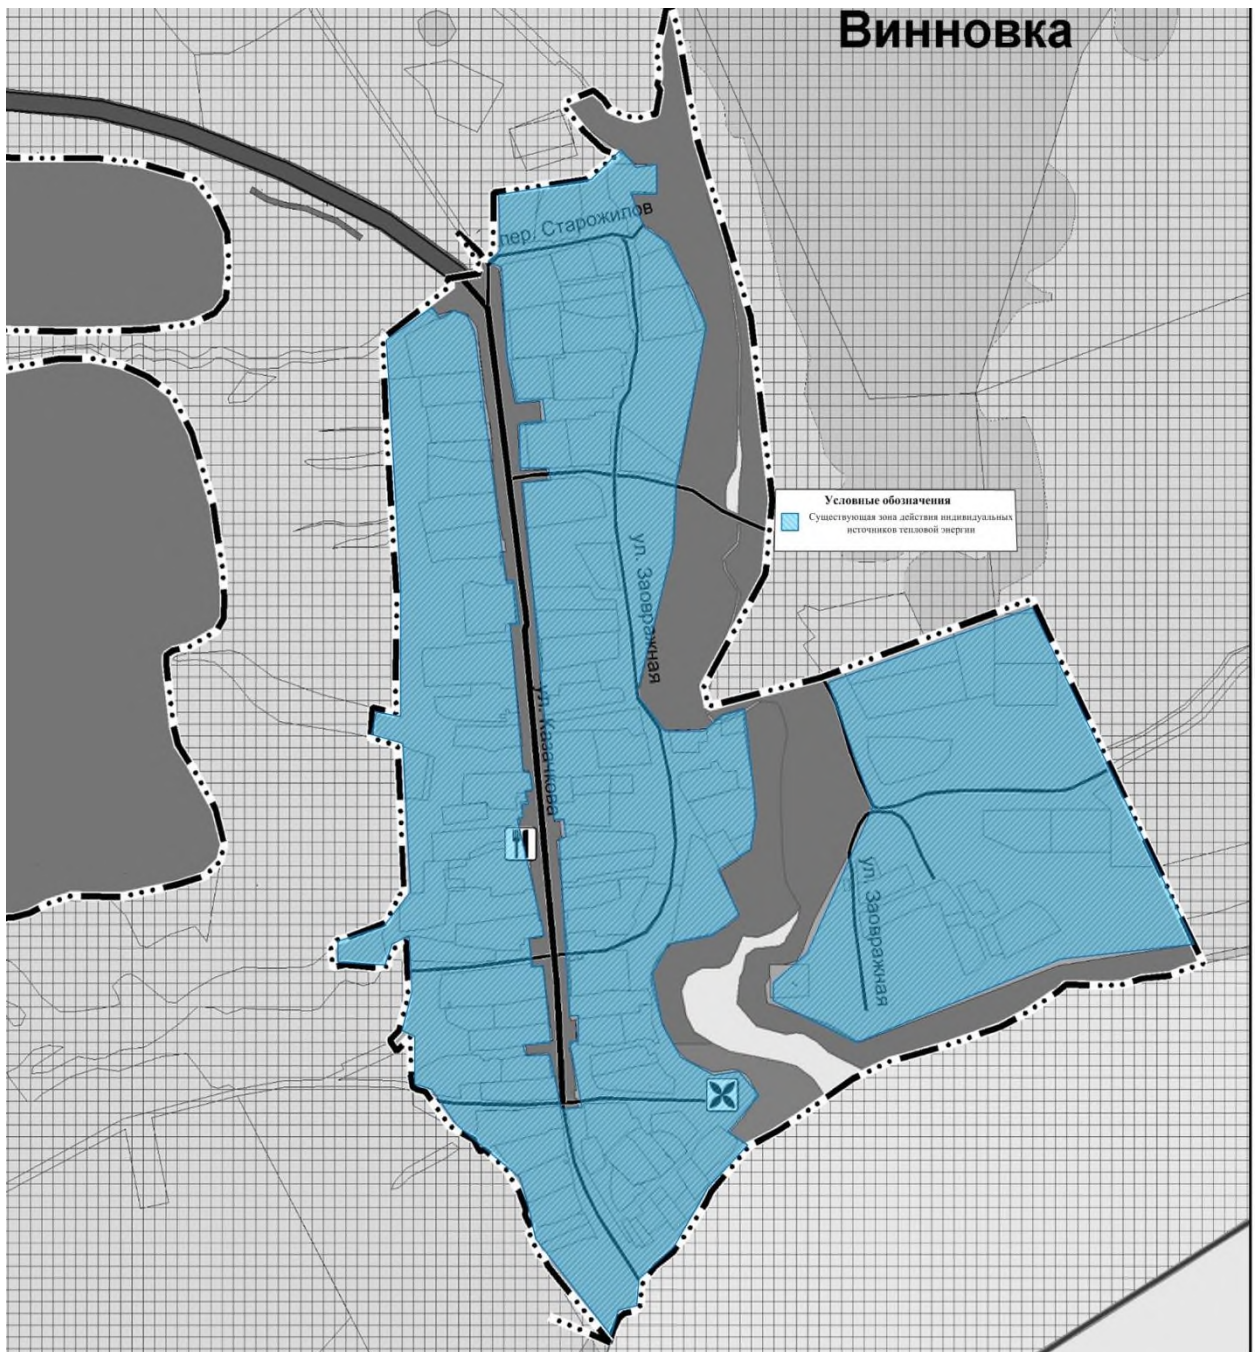 Винновка
пер. Старожилов
Условные обозначения
Существующая зона действия индивидуальных
источников тепловой энергии
ул. Заовражная
ул. Казачкова
ул. Заовражная